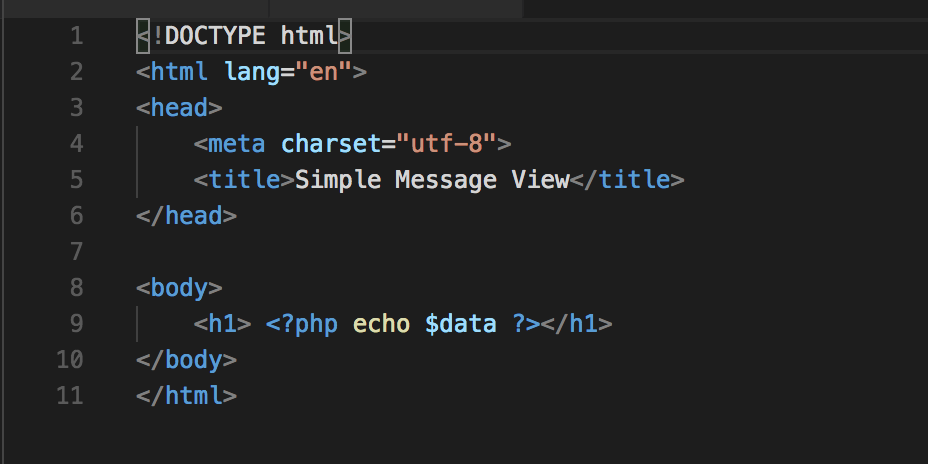 1 <!DOCTYPE html>
2 <html lang="en">
3 <head>
4     <meta charset="utf-8">
5     <title>Simple Message View</title>
6 </head>
7
8 <body>
9     <h1> <?php echo $data ?></h1>
10 </body>
11 </html>